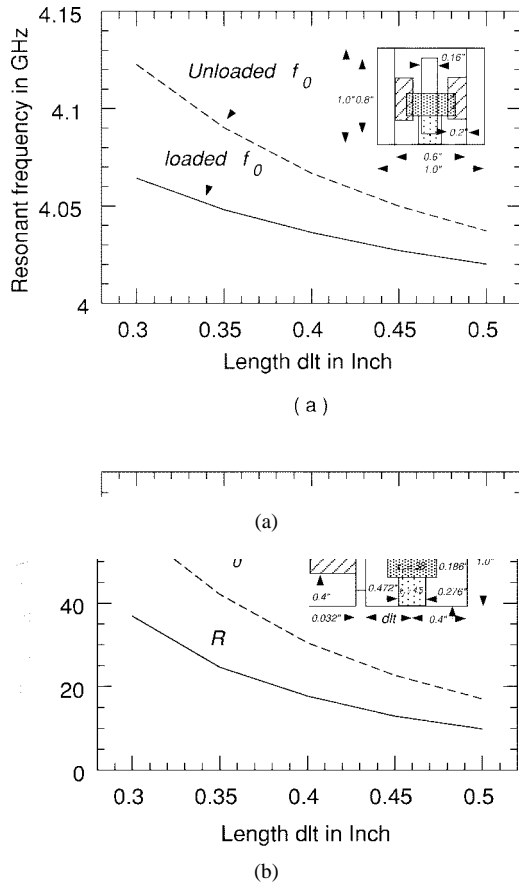 4.15
Resonant frequency in GHz
Unloaded f0
0.16"
4.1
1.0" 0.8"
0.2"
loaded f0
0.6"
1.0"
4.05
4
0.3 0.35 0.4 0.45 0.5
Length dlt in Inch
( a )
(a)
0.186"
1.0"
0.472"
0.4"
0.276"
40
0.032"
dlt
0.4"
R
20
0
0.3 0.35 0.4 0.45 0.5
Length dlt in Inch
(b)